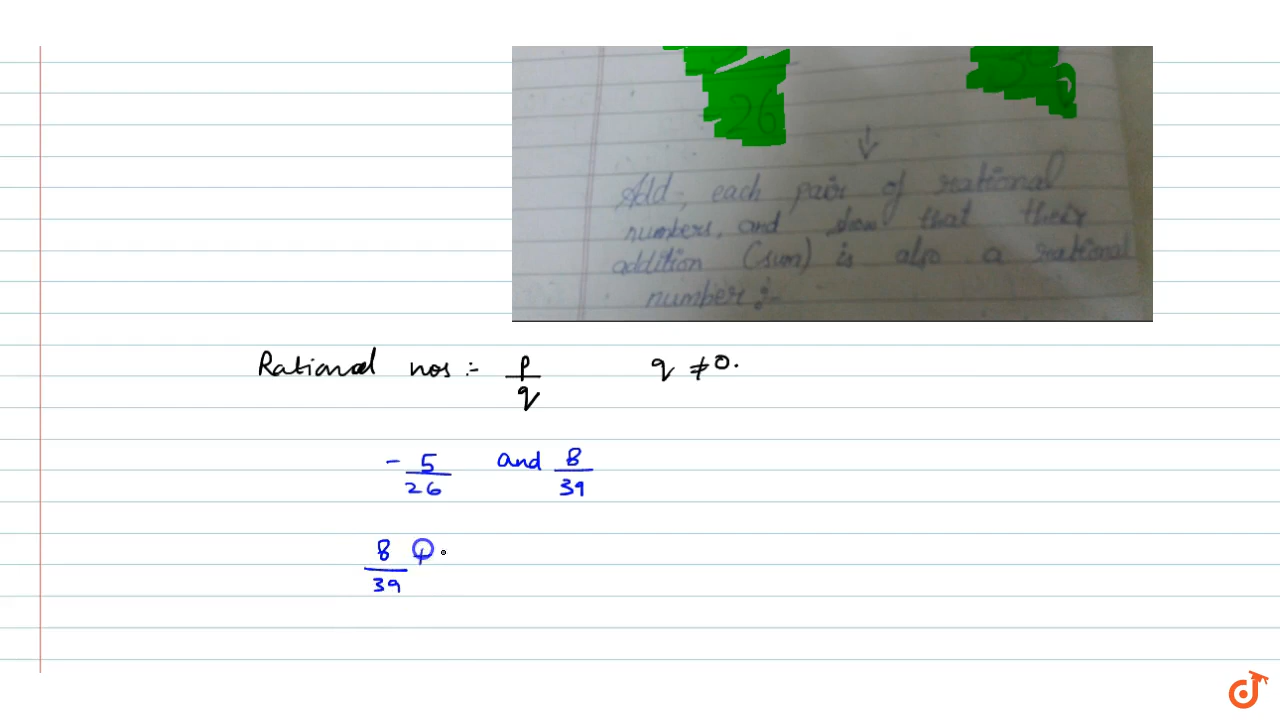 26
Add, each pair of rational
numbers, and show that their
addition (sum) is also a rational
number :-
Rational nos :- p/q q ≠ 0.
- 5/26 and 8/39
8/39 +